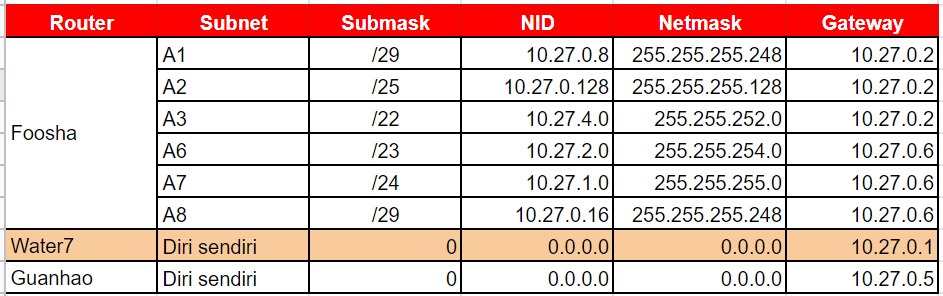 Router Subnet Submask NID Netmask Gateway
A1 /29 10.27.0.8 255.255.255.248 10.27.0.2
A2 /25 10.27.0.128 255.255.255.128 10.27.0.2
Foosha A3 /22 10.27.4.0 255.255.252.0 10.27.0.2
A6 /23 10.27.2.0 255.255.254.0 10.27.0.6
A7 /24 10.27.1.0 255.255.255.0 10.27.0.6
A8 /29 10.27.0.16 255.255.255.248 10.27.0.6
Water7 Diri sendiri 0 0.0.0.0 0.0.0.0 10.27.0.1
Guanhao Diri sendiri 0 0.0.0.0 0.0.0.0 10.27.0.5